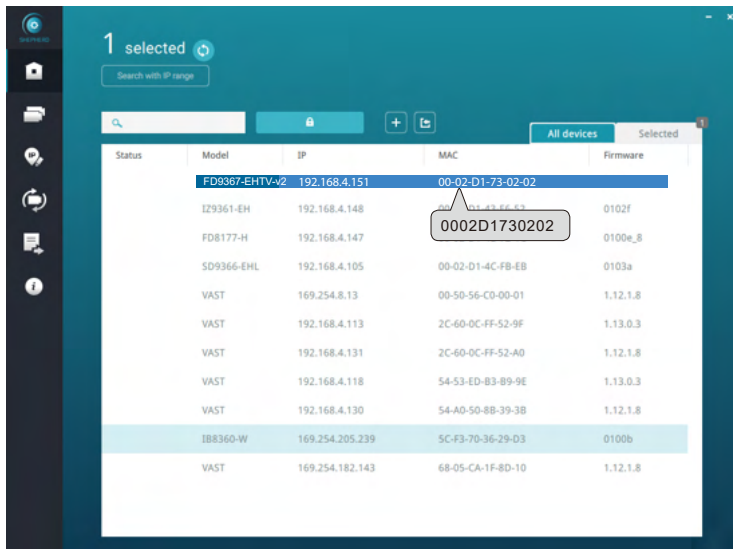 SHEPHERD
1 selected
Search with IP range
All devices Selected 1
Status Model IP MAC Firmware
FD9367-EHTV-v2 192.168.4.151 00-02-D1-73-02-02
IZ9361-EH 192.168.4.148 0102f
0002D1730202
FD8177-H 192.168.4.147 0100e_8
SD9366-EHL 192.168.4.105 00-02-D1-4C-FB-EB 0103a
VAST 169.254.8.13 00-50-56-C0-00-01 1.12.1.8
VAST 192.168.4.113 2C-60-0C-FF-52-9F 1.13.0.3
VAST 192.168.4.131 2C-60-0C-FF-52-A0 1.12.1.8
VAST 192.168.4.118 54-53-ED-B3-B9-9E 1.13.0.3
VAST 192.168.4.130 54-A0-50-8B-39-3B 1.12.1.8
IB8360-W 169.254.205.239 5C-F3-70-36-29-D3 0100b
VAST 169.254.182.143 68-05-CA-1F-8D-10 1.12.1.8